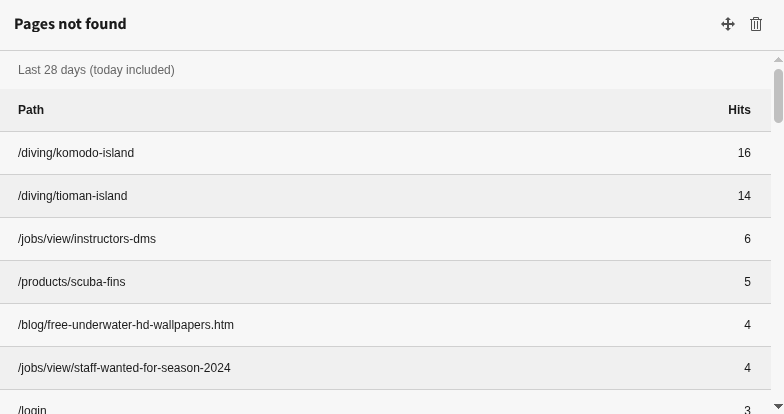 Pages not found
Last 28 days (today included)
Path Hits
/diving/komodo-island 16
/diving/tioman-island 14
/jobs/view/instructors-dms 6
/products/scuba-fins 5
/blog/free-underwater-hd-wallpapers.htm 4
/jobs/view/staff-wanted-for-season-2024 4
/login 3